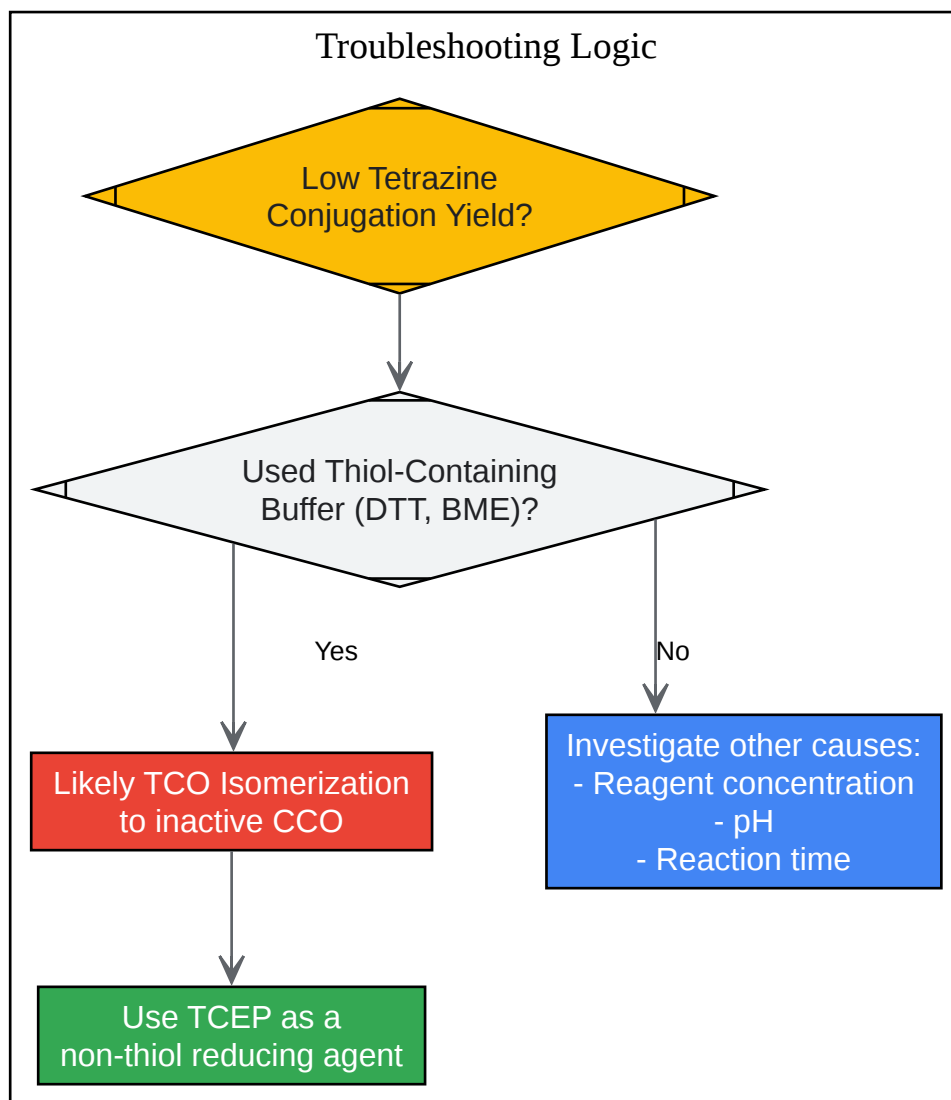 Troubleshooting Logic
Low Tetrazine
Conjugation Yield?
Used Thiol-Containing
Buffer (DTT, BME)?
Yes
No
Likely TCO Isomerization
to inactive CCO
Investigate other causes:
- Reagent concentration
- pH
- Reaction time
Use TCEP as a
non-thiol reducing agent